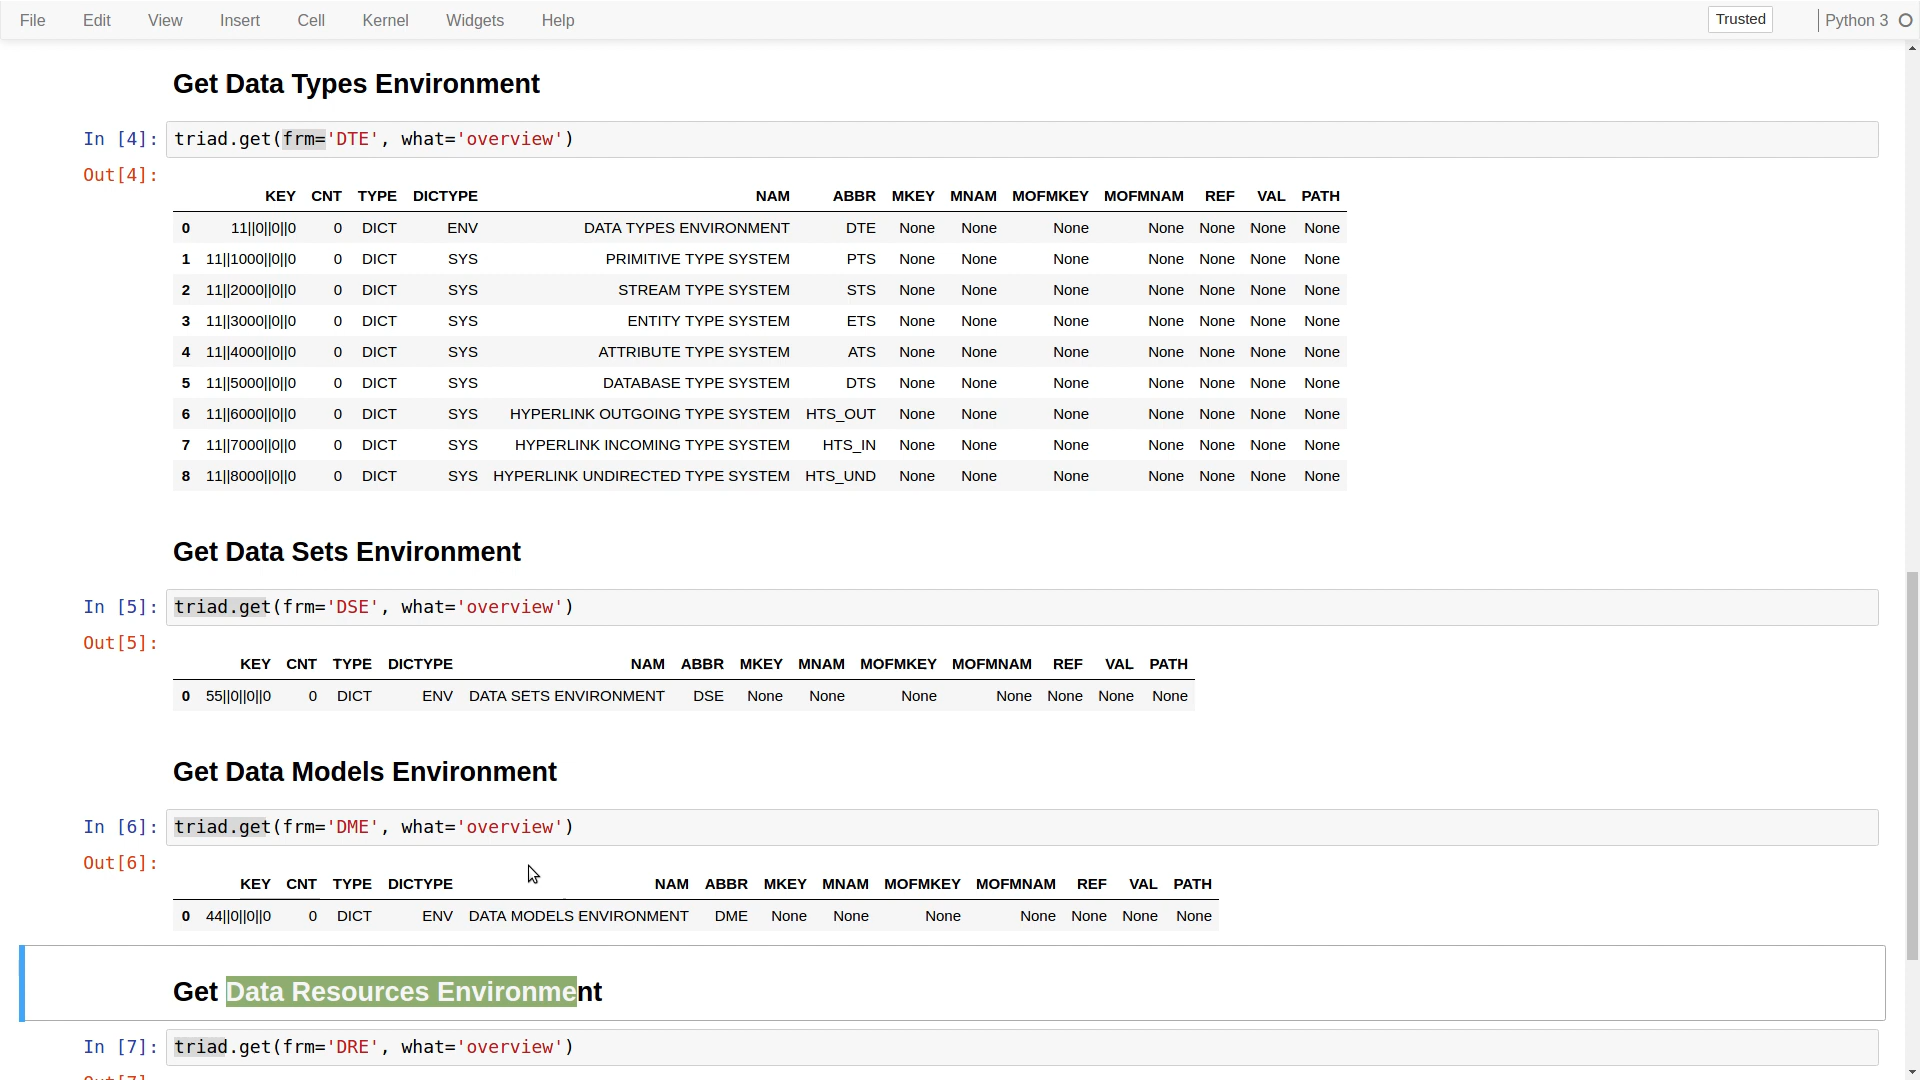 File Edit View Insert Cell Kernel Widgets Help Trusted Python 3
Get Data Types Environment
In [4]: triad.get(frm='DTE', what='overview')
Out[4]:
KEY CNT TYPE DICTYPE NAM ABBR MKEY MNAM MOFMKEY MOFMNAM REF VAL PATH
0 11||0||0||0 0 DICT ENV DATA TYPES ENVIRONMENT DTE None None None None None None None
1 11||1000||0||0 0 DICT SYS PRIMITIVE TYPE SYSTEM PTS None None None None None None None
2 11||2000||0||0 0 DICT SYS STREAM TYPE SYSTEM STS None None None None None None None
3 11||3000||0||0 0 DICT SYS ENTITY TYPE SYSTEM ETS None None None None None None None
4 11||4000||0||0 0 DICT SYS ATTRIBUTE TYPE SYSTEM ATS None None None None None None None
5 11||5000||0||0 0 DICT SYS DATABASE TYPE SYSTEM DTS None None None None None None None
6 11||6000||0||0 0 DICT SYS HYPERLINK OUTGOING TYPE SYSTEM HTS_OUT None None None None None None None
7 11||7000||0||0 0 DICT SYS HYPERLINK INCOMING TYPE SYSTEM HTS_IN None None None None None None None
8 11||8000||0||0 0 DICT SYS HYPERLINK UNDIRECTED TYPE SYSTEM HTS_UND None None None None None None None
Get Data Sets Environment
In [5]: triad.get(frm='DSE', what='overview')
Out[5]:
KEY CNT TYPE DICTYPE NAM ABBR MKEY MNAM MOFMKEY MOFMNAM REF VAL PATH
0 55||0||0||0 0 DICT ENV DATA SETS ENVIRONMENT DSE None None None None None None None
Get Data Models Environment
In [6]: triad.get(frm='DME', what='overview')
Out[6]:
KEY CNT TYPE DICTYPE NAM ABBR MKEY MNAM MOFMKEY MOFMNAM REF VAL PATH
0 44||0||0||0 0 DICT ENV DATA MODELS ENVIRONMENT DME None None None None None None None
Get Data Resources Environment
In [7]: triad.get(frm='DRE', what='overview')